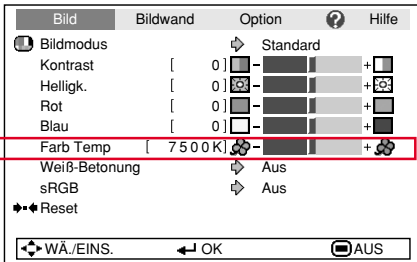 Bild Bildwand Option ? Hilfe
Bildmodus Standard
Kontrast [ 0] - +
Helligk. [ 0] - +
Rot [ 0] - +
Blau [ 0] - +
Farb Temp [ 7500K] - +
Weiß-Betonung Aus
sRGB Aus
Reset
WÄ./EINS. OK AUS